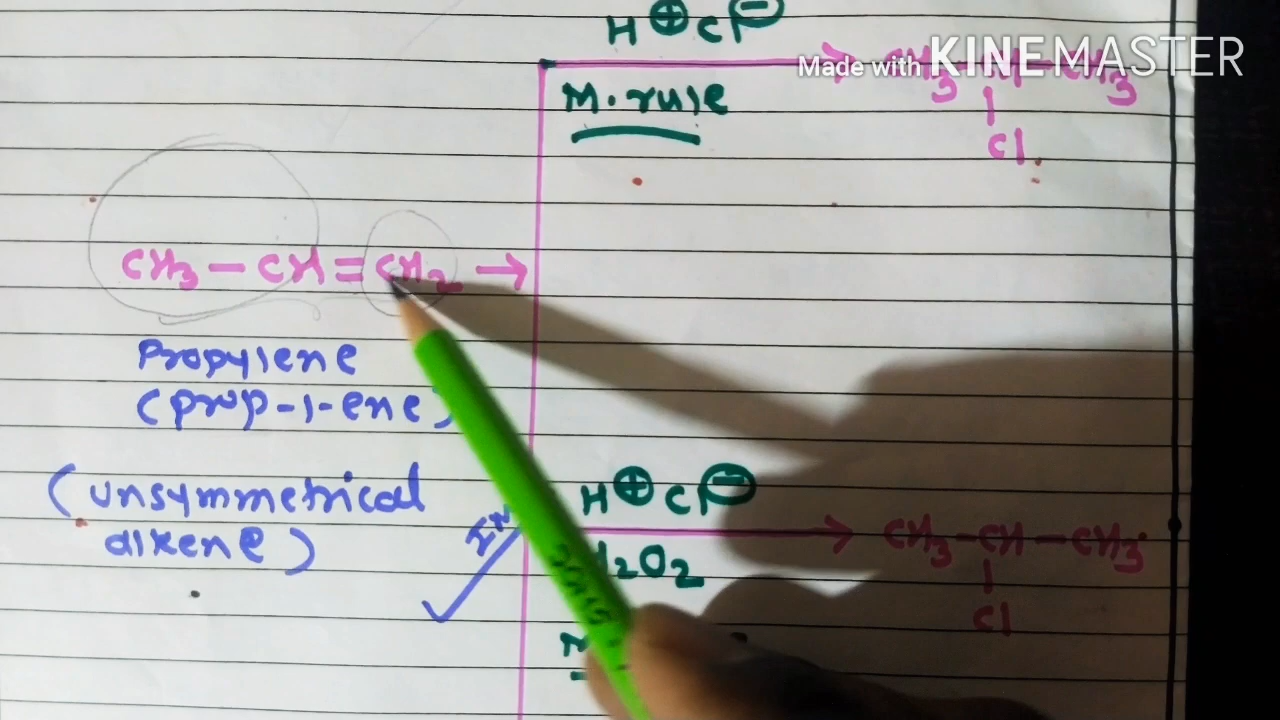 H⊕Cl⊖
Made with KINEMASTER
M. rule
Cl
CH3 — CH = CH2 →
Propylene
(prop-1-ene)
(unsymmetrical
alkene)
H⊕Cl⊖
CH3 — CH — CH3
Cl